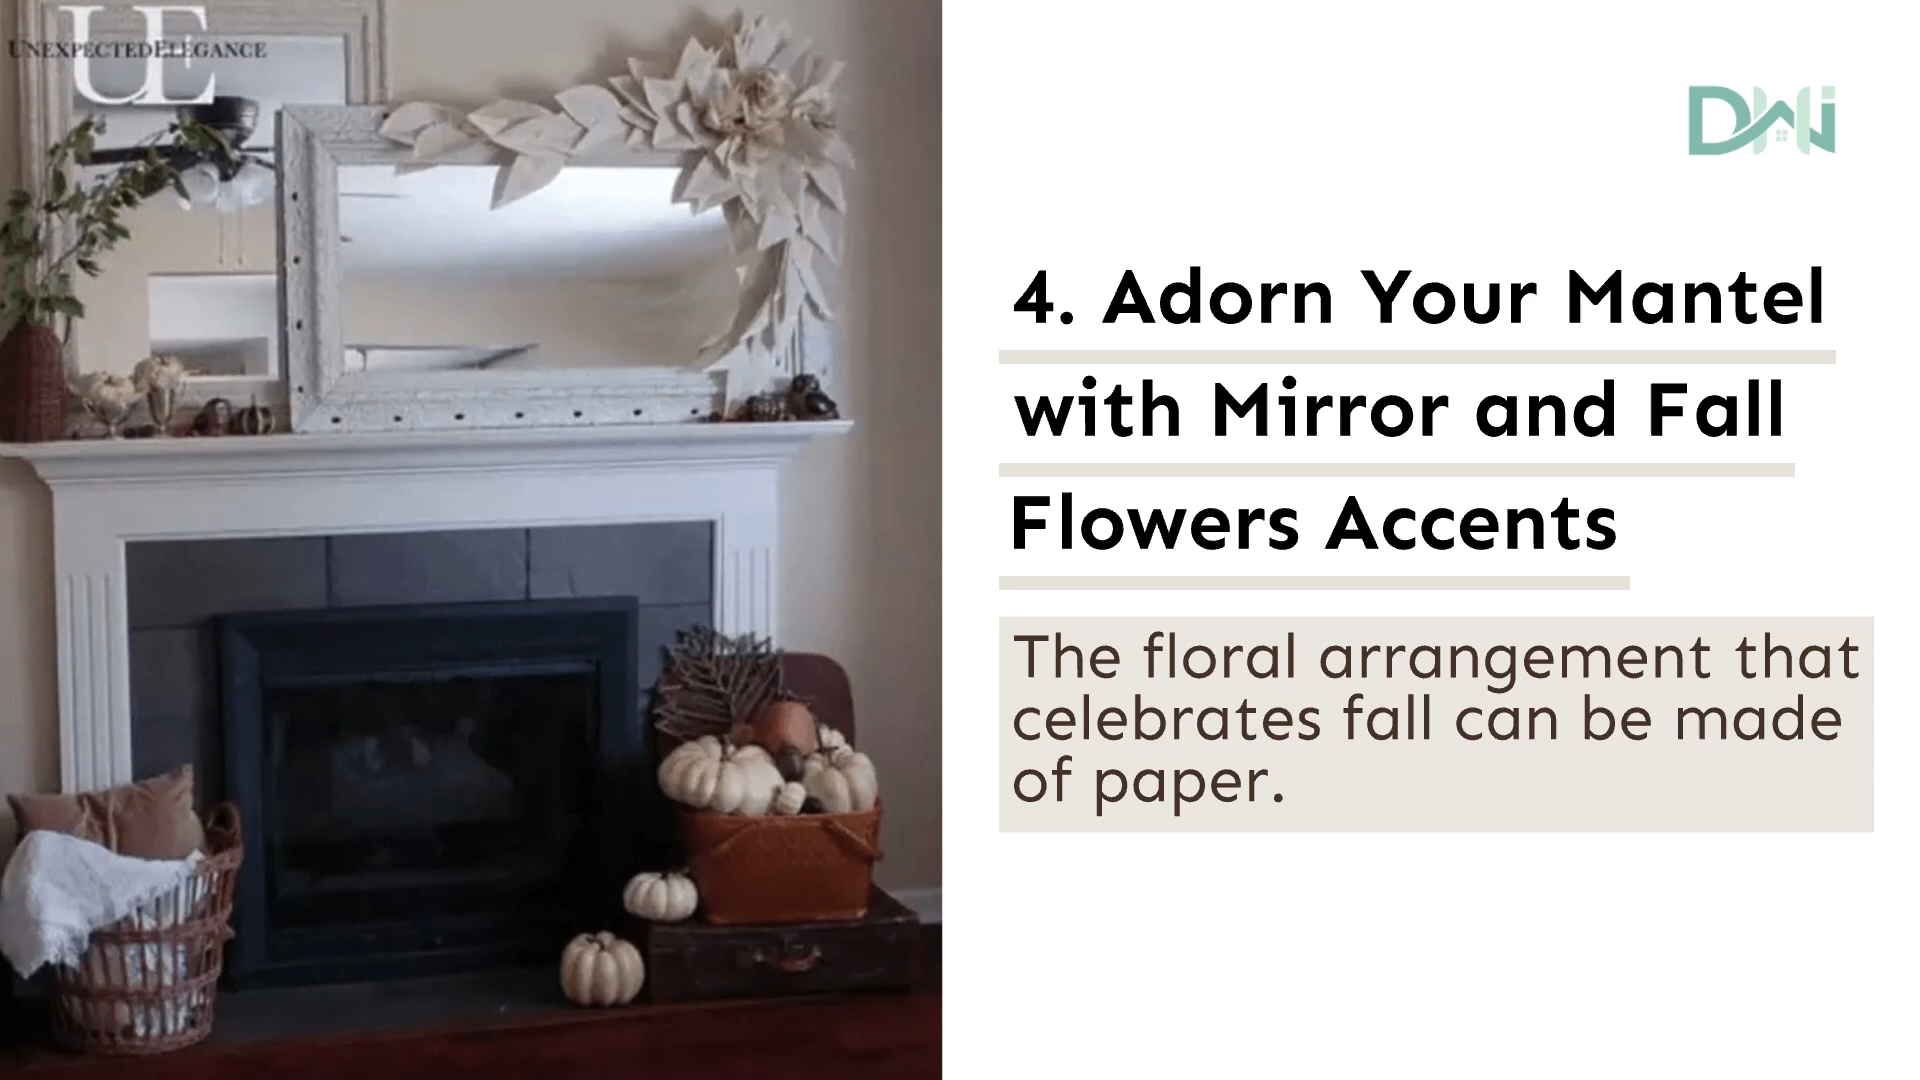 UE
UNEXPECTEDELEGANCE
DWi
4. Adorn Your Mantel
with Mirror and Fall
Flowers Accents
The floral arrangement that
celebrates fall can be made
of paper.